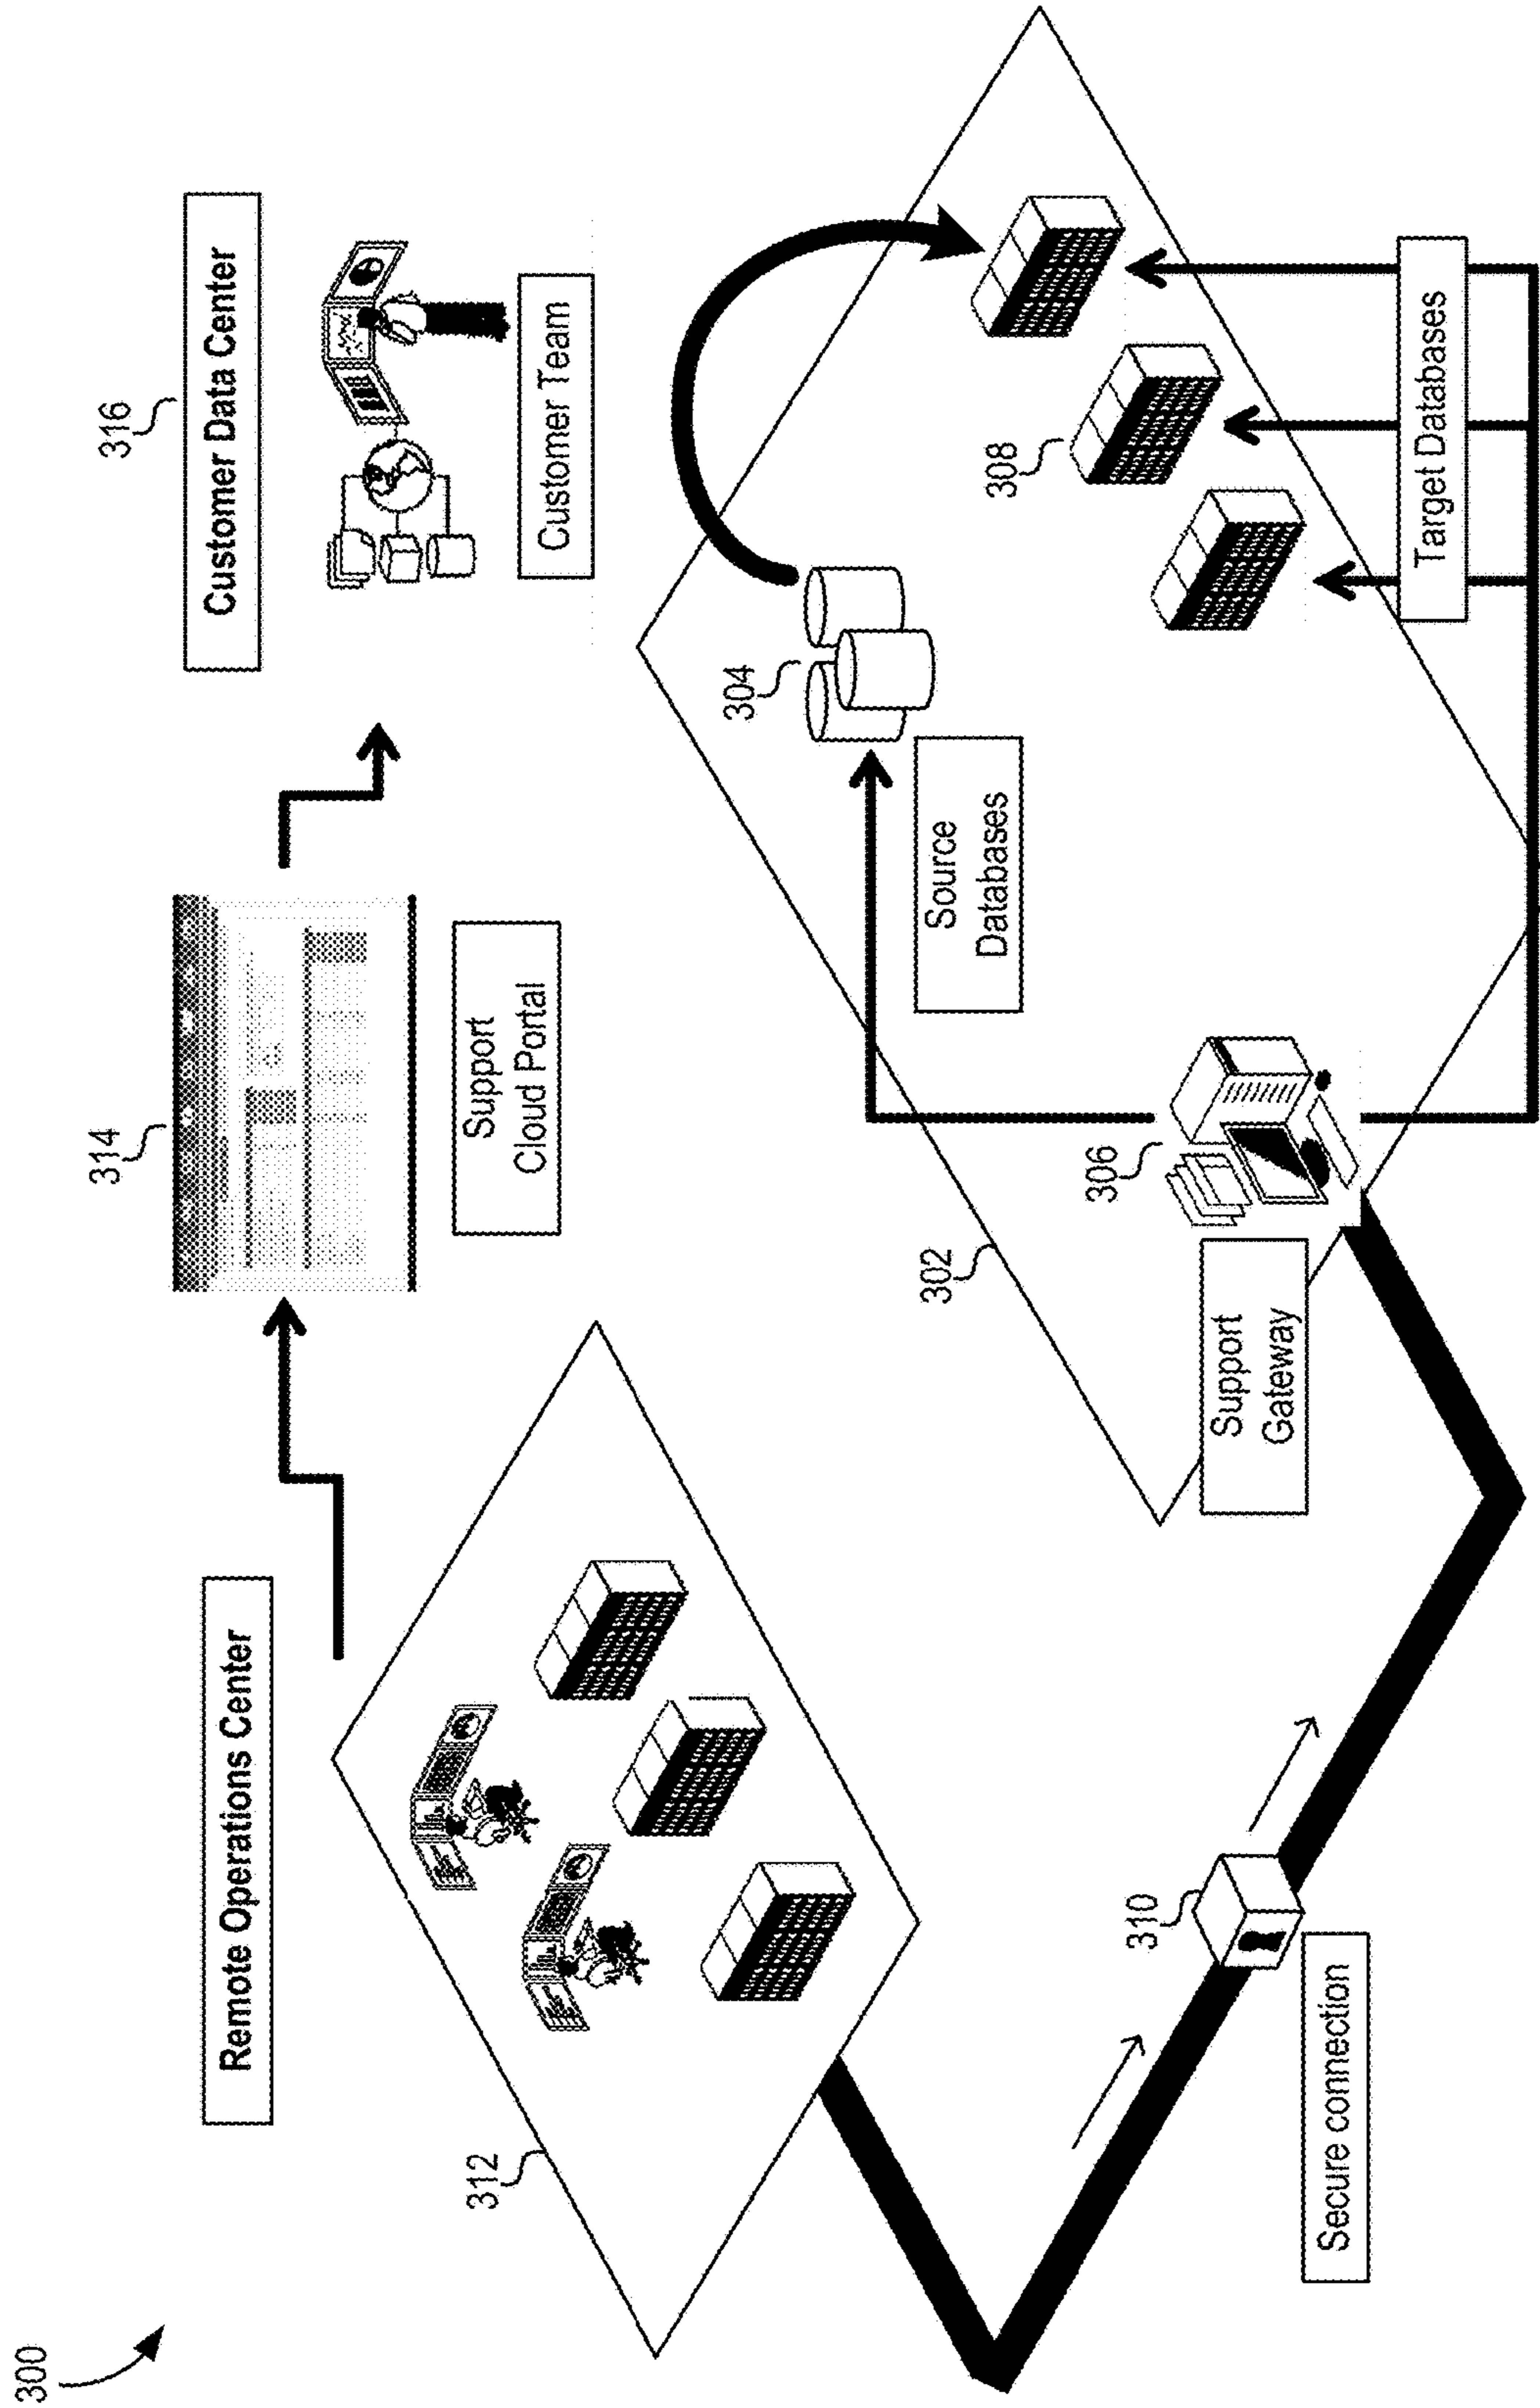 300
Remote Operations Center
314
316
Customer Data Center
312
Support
Cloud Portal
Customer Team
304
302
Source
Databases
308
306
Support
Gateway
310
Secure connection
Target Databases